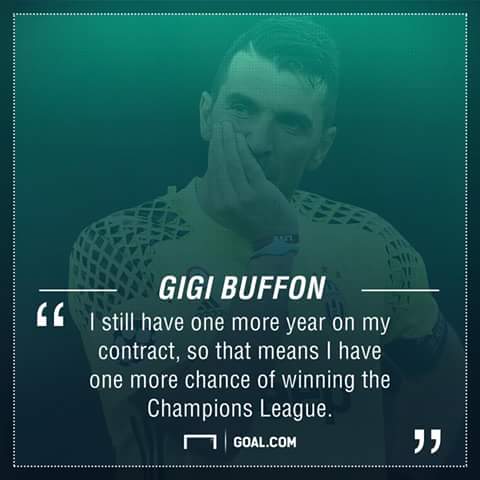 GIGI BUFFON
“ I still have one more year on my
contract, so that means I have
one more chance of winning the
Champions League.
GOAL.COM
”